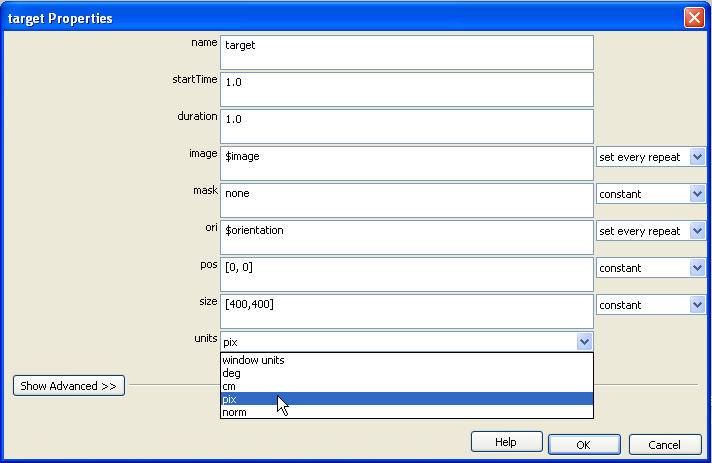 target Properties
name target
startTime 1.0
duration 1.0
image $image set every repeat
mask none constant
ori $orientation set every repeat
pos [0, 0] constant
size [400,400] constant
units pix
window units
deg
Show Advanced >> cm
pix
norm
Help OK Cancel